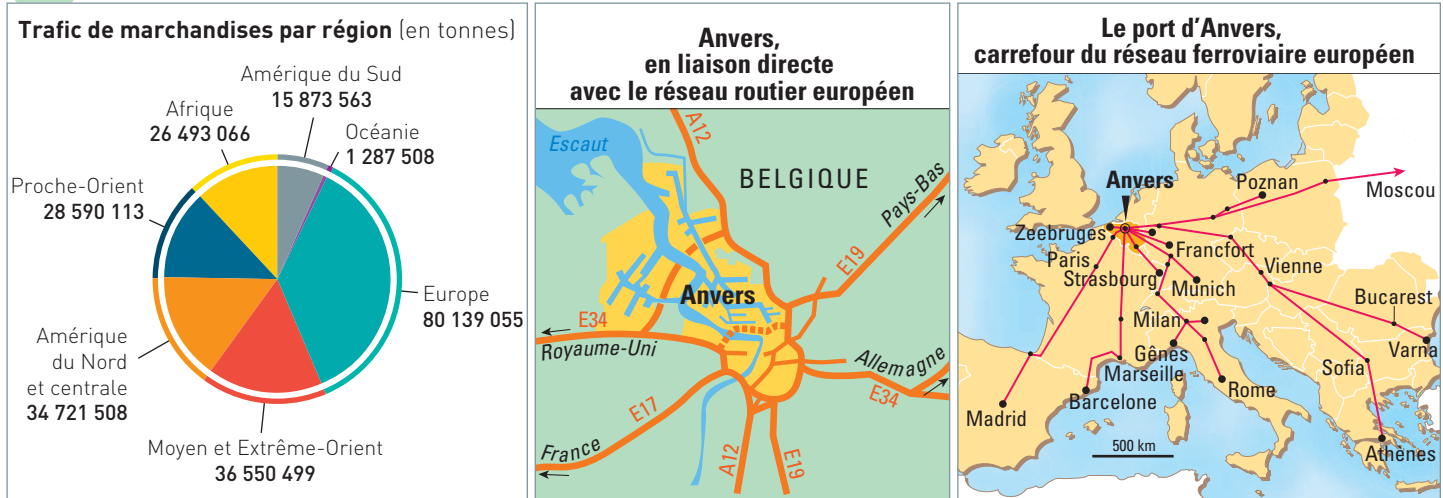 Trafic de marchandises par région (en tonnes)
Amérique du Sud
15 873 563
Afrique
26 493 066
Océanie
1 287 508
Proche-Orient
28 590 113
Europe
80 139 055
Amérique
du Nord
et centrale
34 721 508
Moyen et Extrême-Orient
36 550 499
Anvers,
en liaison directe
avec le réseau routier européen
A12
Escaut
BELGIQUE
Pays-Bas
E19
Anvers
E34
Royaume-Uni
Allemagne
E34
E17
France
A12
E19
Le port d'Anvers,
carrefour du réseau ferroviaire européen
Anvers
Poznan
Moscou
Zeebruges
Francfort
Paris
Strasbourg
Vienne
Munich
Bucarest
Milan
Varna
Gênes
Sofia
Marseille
Rome
Madrid
Barcelone
500 km
Athènes